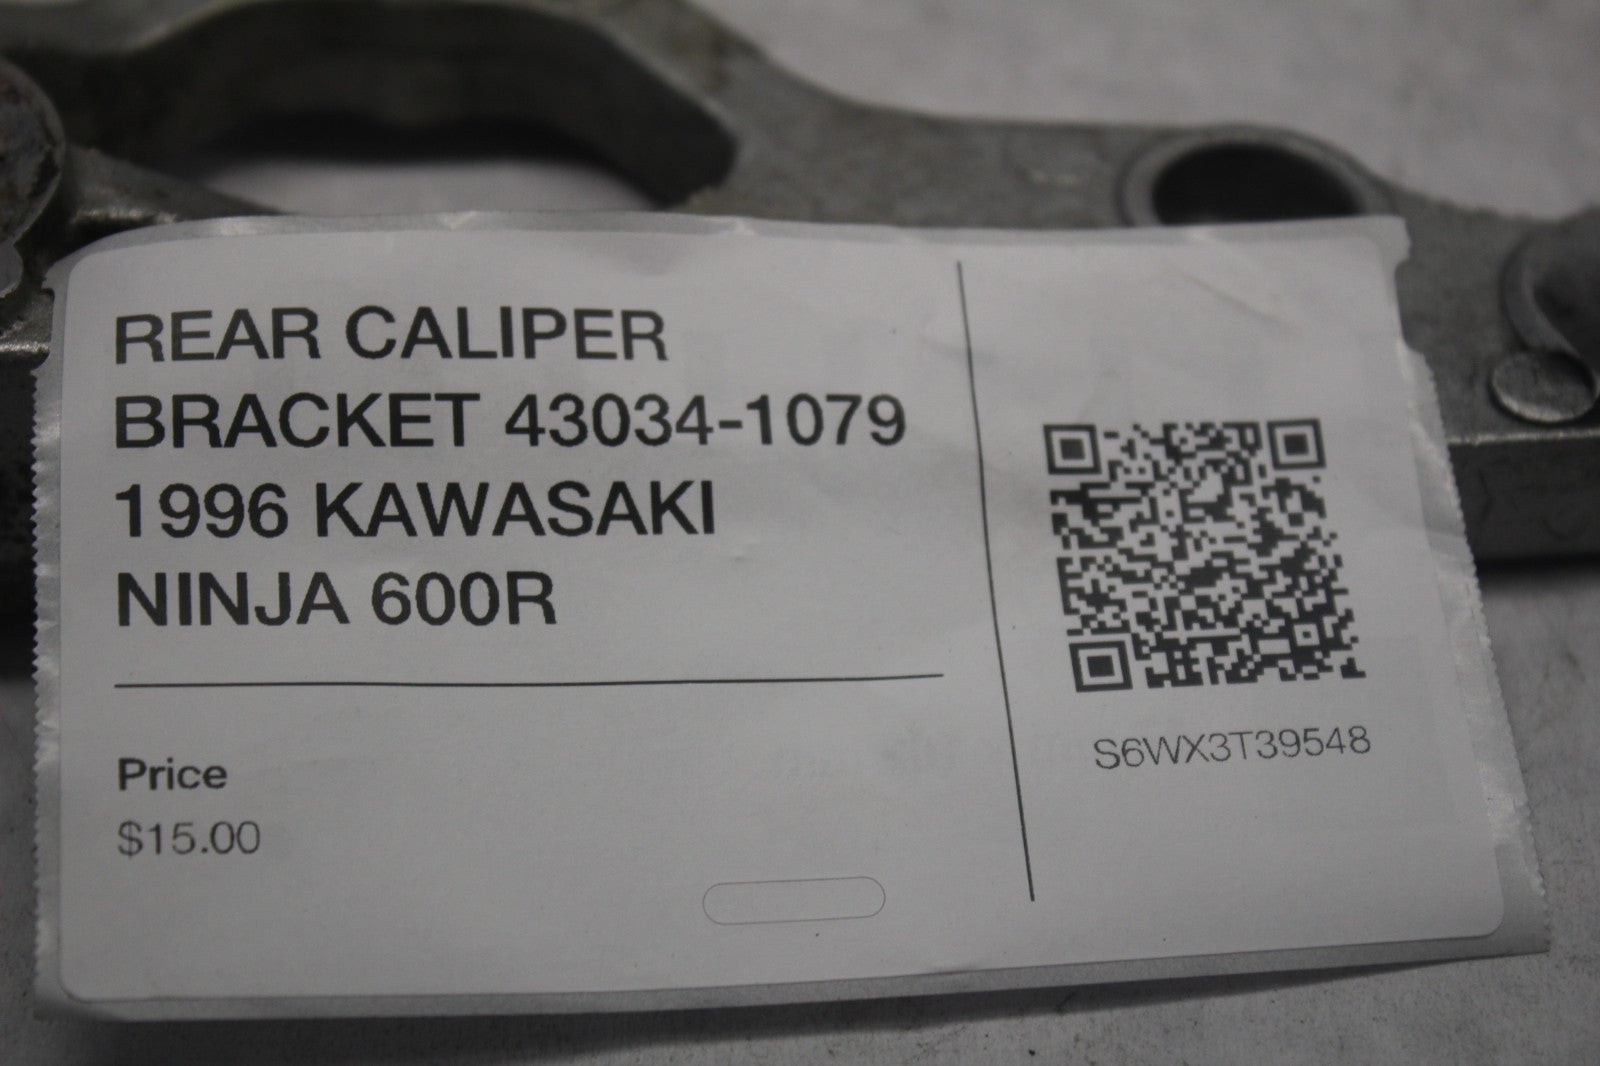 REAR CALIPER
BRACKET 43034-1079
1996 KAWASAKI
NINJA 600R
Price
$15.00
S6WX3T39548